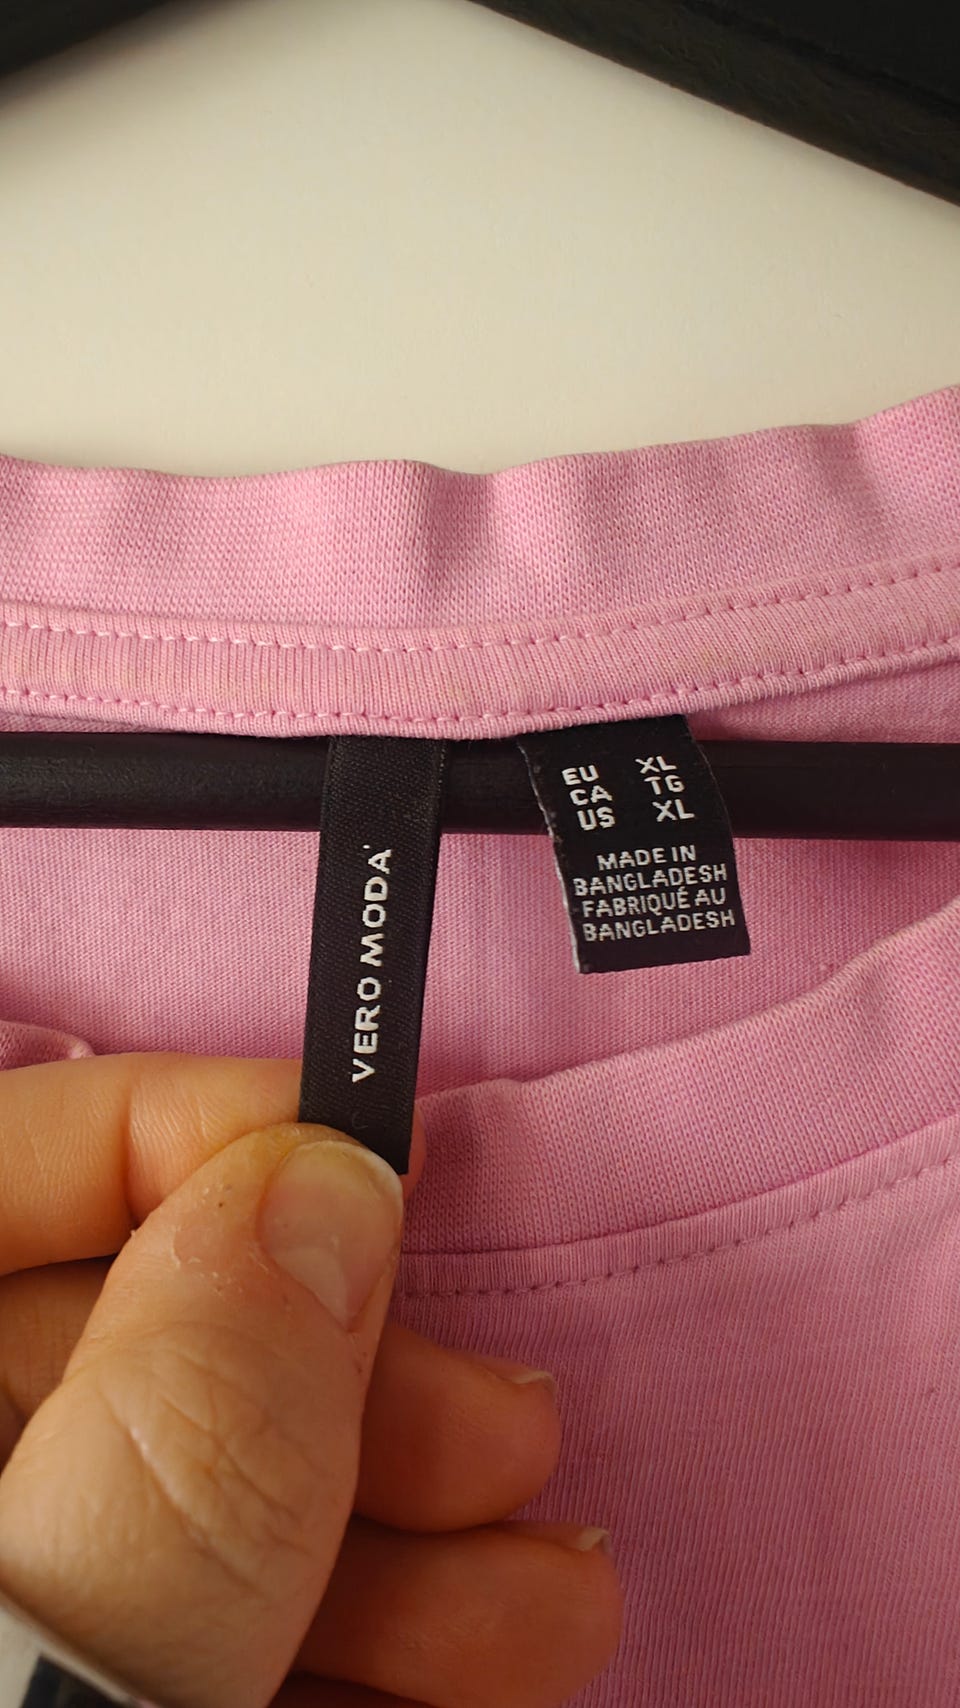 VERO MODA
EU XL
CA TG
US XL
MADE IN
BANGLADESH
FABRIQUÉ AU
BANGLADESH